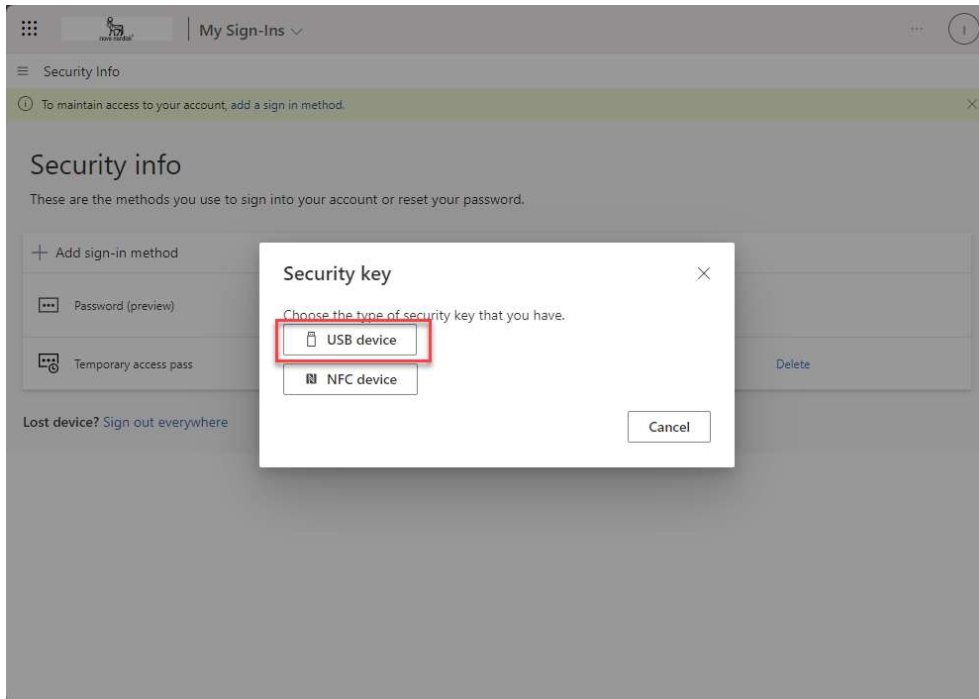 novo nordisk
My Sign-Ins
...
I
Security Info
To maintain access to your account, add a sign in method.
Security info
These are the methods you use to sign into your account or reset your password.
Add sign-in method
Security key
Password (preview)
Choose the type of security key that you have.
USB device
Temporary access pass
Delete
NFC device
Lost device? Sign out everywhere
Cancel